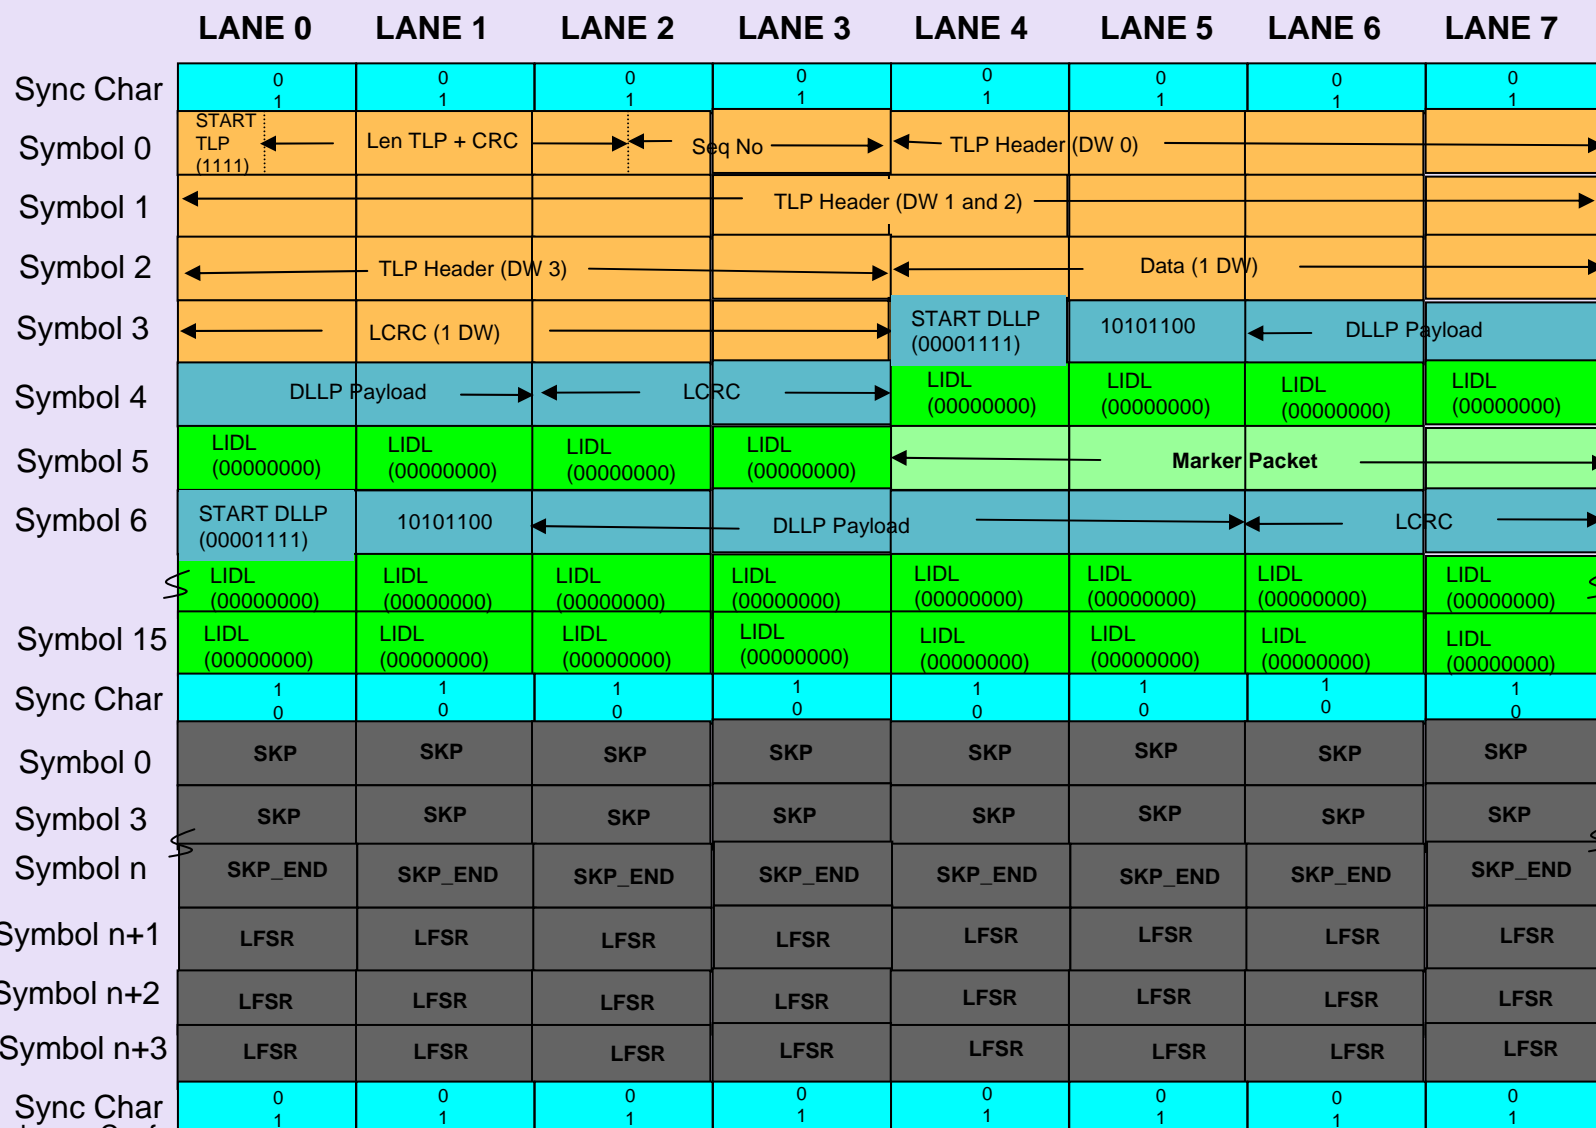 LANE 0 LANE 1 LANE 2 LANE 3 LANE 4 LANE 5 LANE 6 LANE 7
Sync Char 0 0 0 0 0 0 0 0
1 1 1 1 1 1 1 1
Symbol 0 START TLP (1111) Len TLP + CRC Seq No TLP Header (DW 0)
Symbol 1 TLP Header (DW 1 and 2)
Symbol 2 TLP Header (DW 3) Data (1 DW)
Symbol 3 LCRC (1 DW) START DLLP (00001111) 10101100 DLLP Payload
Symbol 4 DLLP Payload LCRC LIDL (00000000) LIDL (00000000) LIDL (00000000) LIDL (00000000)
Symbol 5 LIDL (00000000) LIDL (00000000) LIDL (00000000) LIDL (00000000) Marker Packet
Symbol 6 START DLLP (00001111) 10101100 DLLP Payload LCRC
LIDL (00000000) LIDL (00000000) LIDL (00000000) LIDL (00000000) LIDL (00000000) LIDL (00000000) LIDL (00000000) LIDL (00000000)
Symbol 15 LIDL (00000000) LIDL (00000000) LIDL (00000000) LIDL (00000000) LIDL (00000000) LIDL (00000000) LIDL (00000000) LIDL (00000000)
Sync Char 1 1 1 1 1 1 1 1
0 0 0 0 0 0 0 0
Symbol 0 SKP SKP SKP SKP SKP SKP SKP SKP
Symbol 3 SKP SKP SKP SKP SKP SKP SKP SKP
Symbol n SKP_END SKP_END SKP_END SKP_END SKP_END SKP_END SKP_END SKP_END
Symbol n+1 LFSR LFSR LFSR LFSR LFSR LFSR LFSR LFSR
Symbol n+2 LFSR LFSR LFSR LFSR LFSR LFSR LFSR LFSR
Symbol n+3 LFSR LFSR LFSR LFSR LFSR LFSR LFSR LFSR
Sync Char 0 0 0 0 0 0 0 0
1 1 1 1 1 1 1 1